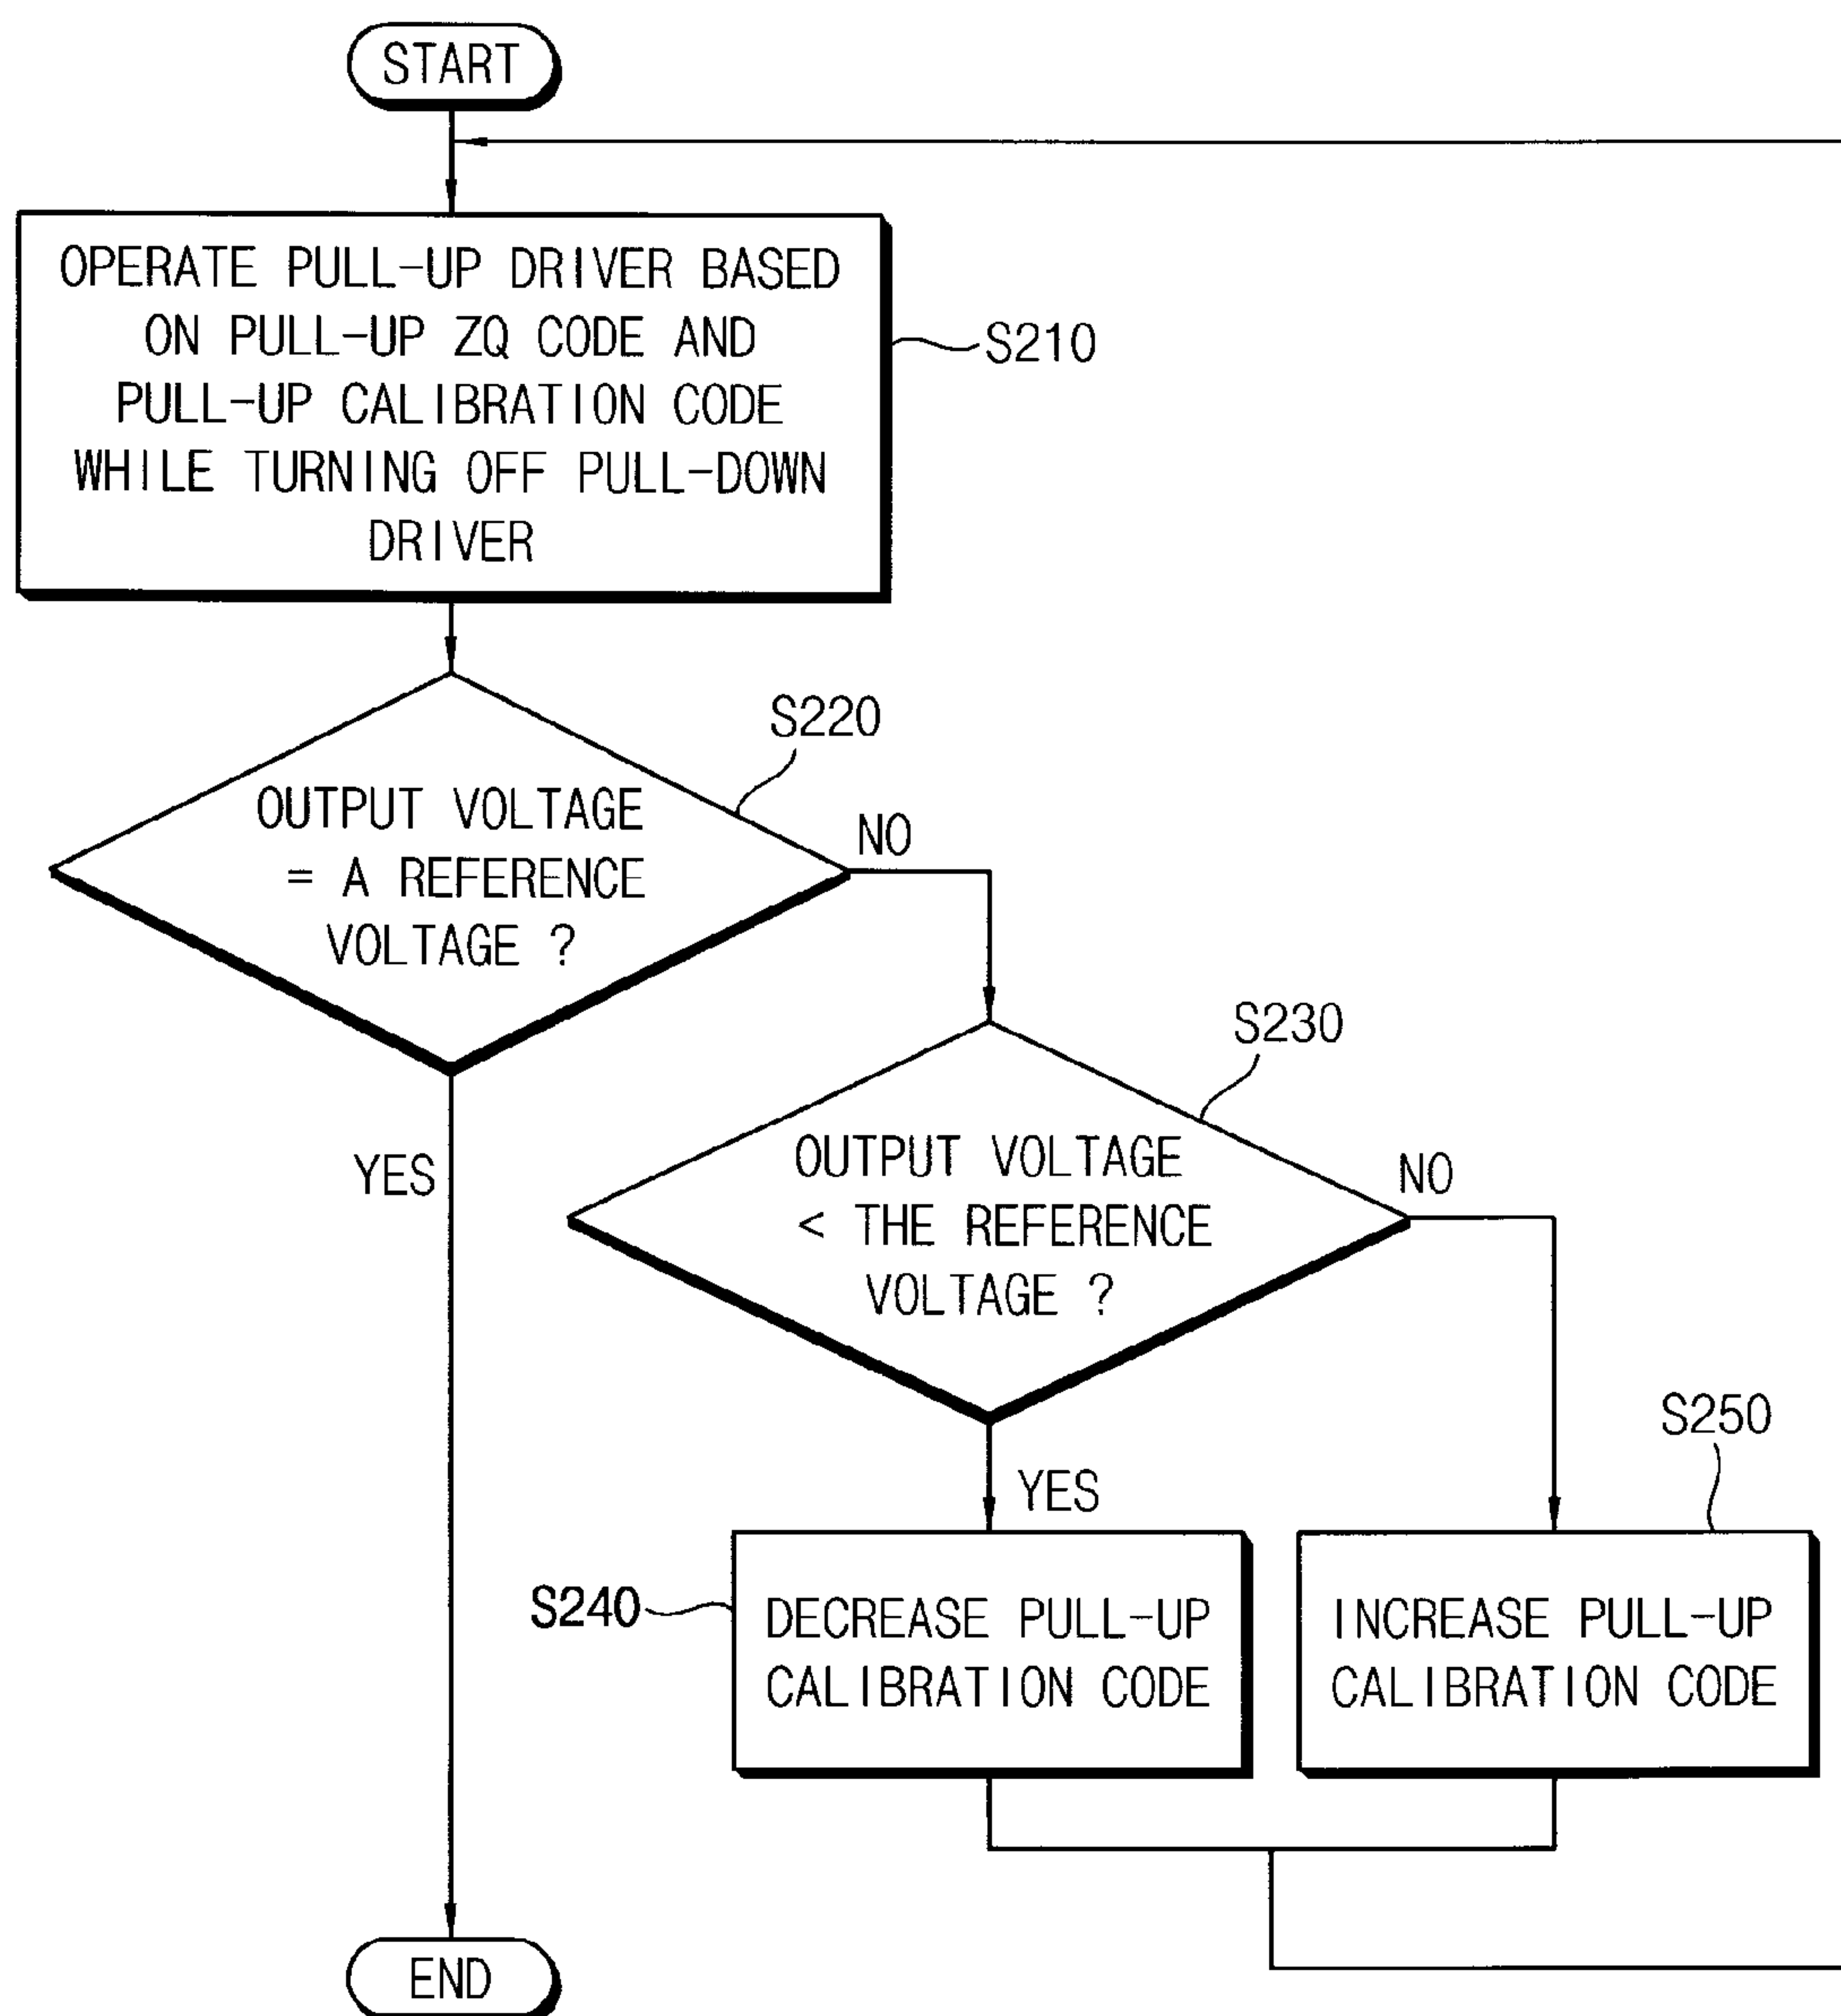 START
OPERATE PULL-UP DRIVER BASED
ON PULL-UP ZQ CODE AND
PULL-UP CALIBRATION CODE
WHILE TURNING OFF PULL-DOWN
DRIVER
S210
S220
OUTPUT VOLTAGE
= A REFERENCE
VOLTAGE ?
NO
YES
S230
OUTPUT VOLTAGE
< THE REFERENCE
VOLTAGE ?
NO
YES
S240
DECREASE PULL-UP
CALIBRATION CODE
S250
INCREASE PULL-UP
CALIBRATION CODE
END